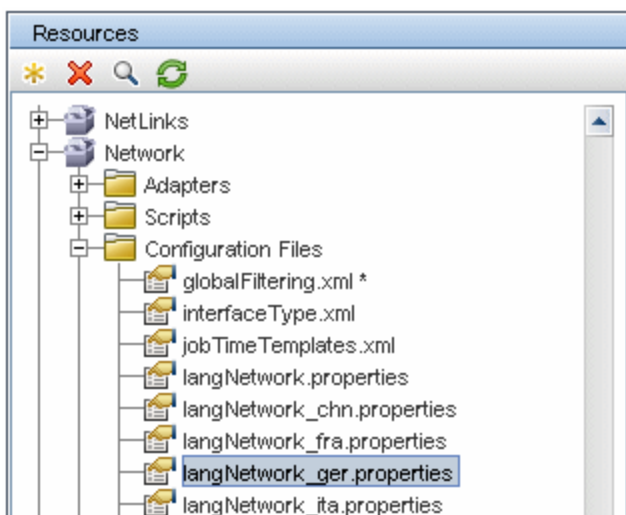 Resources
NetLinks
Network
Adapters
Scripts
Configuration Files
globalFiltering.xml *
interfaceType.xml
jobTimeTemplates.xml
langNetwork.properties
langNetwork_chn.properties
langNetwork_fra.properties
langNetwork_ger.properties
langNetwork_ita.properties